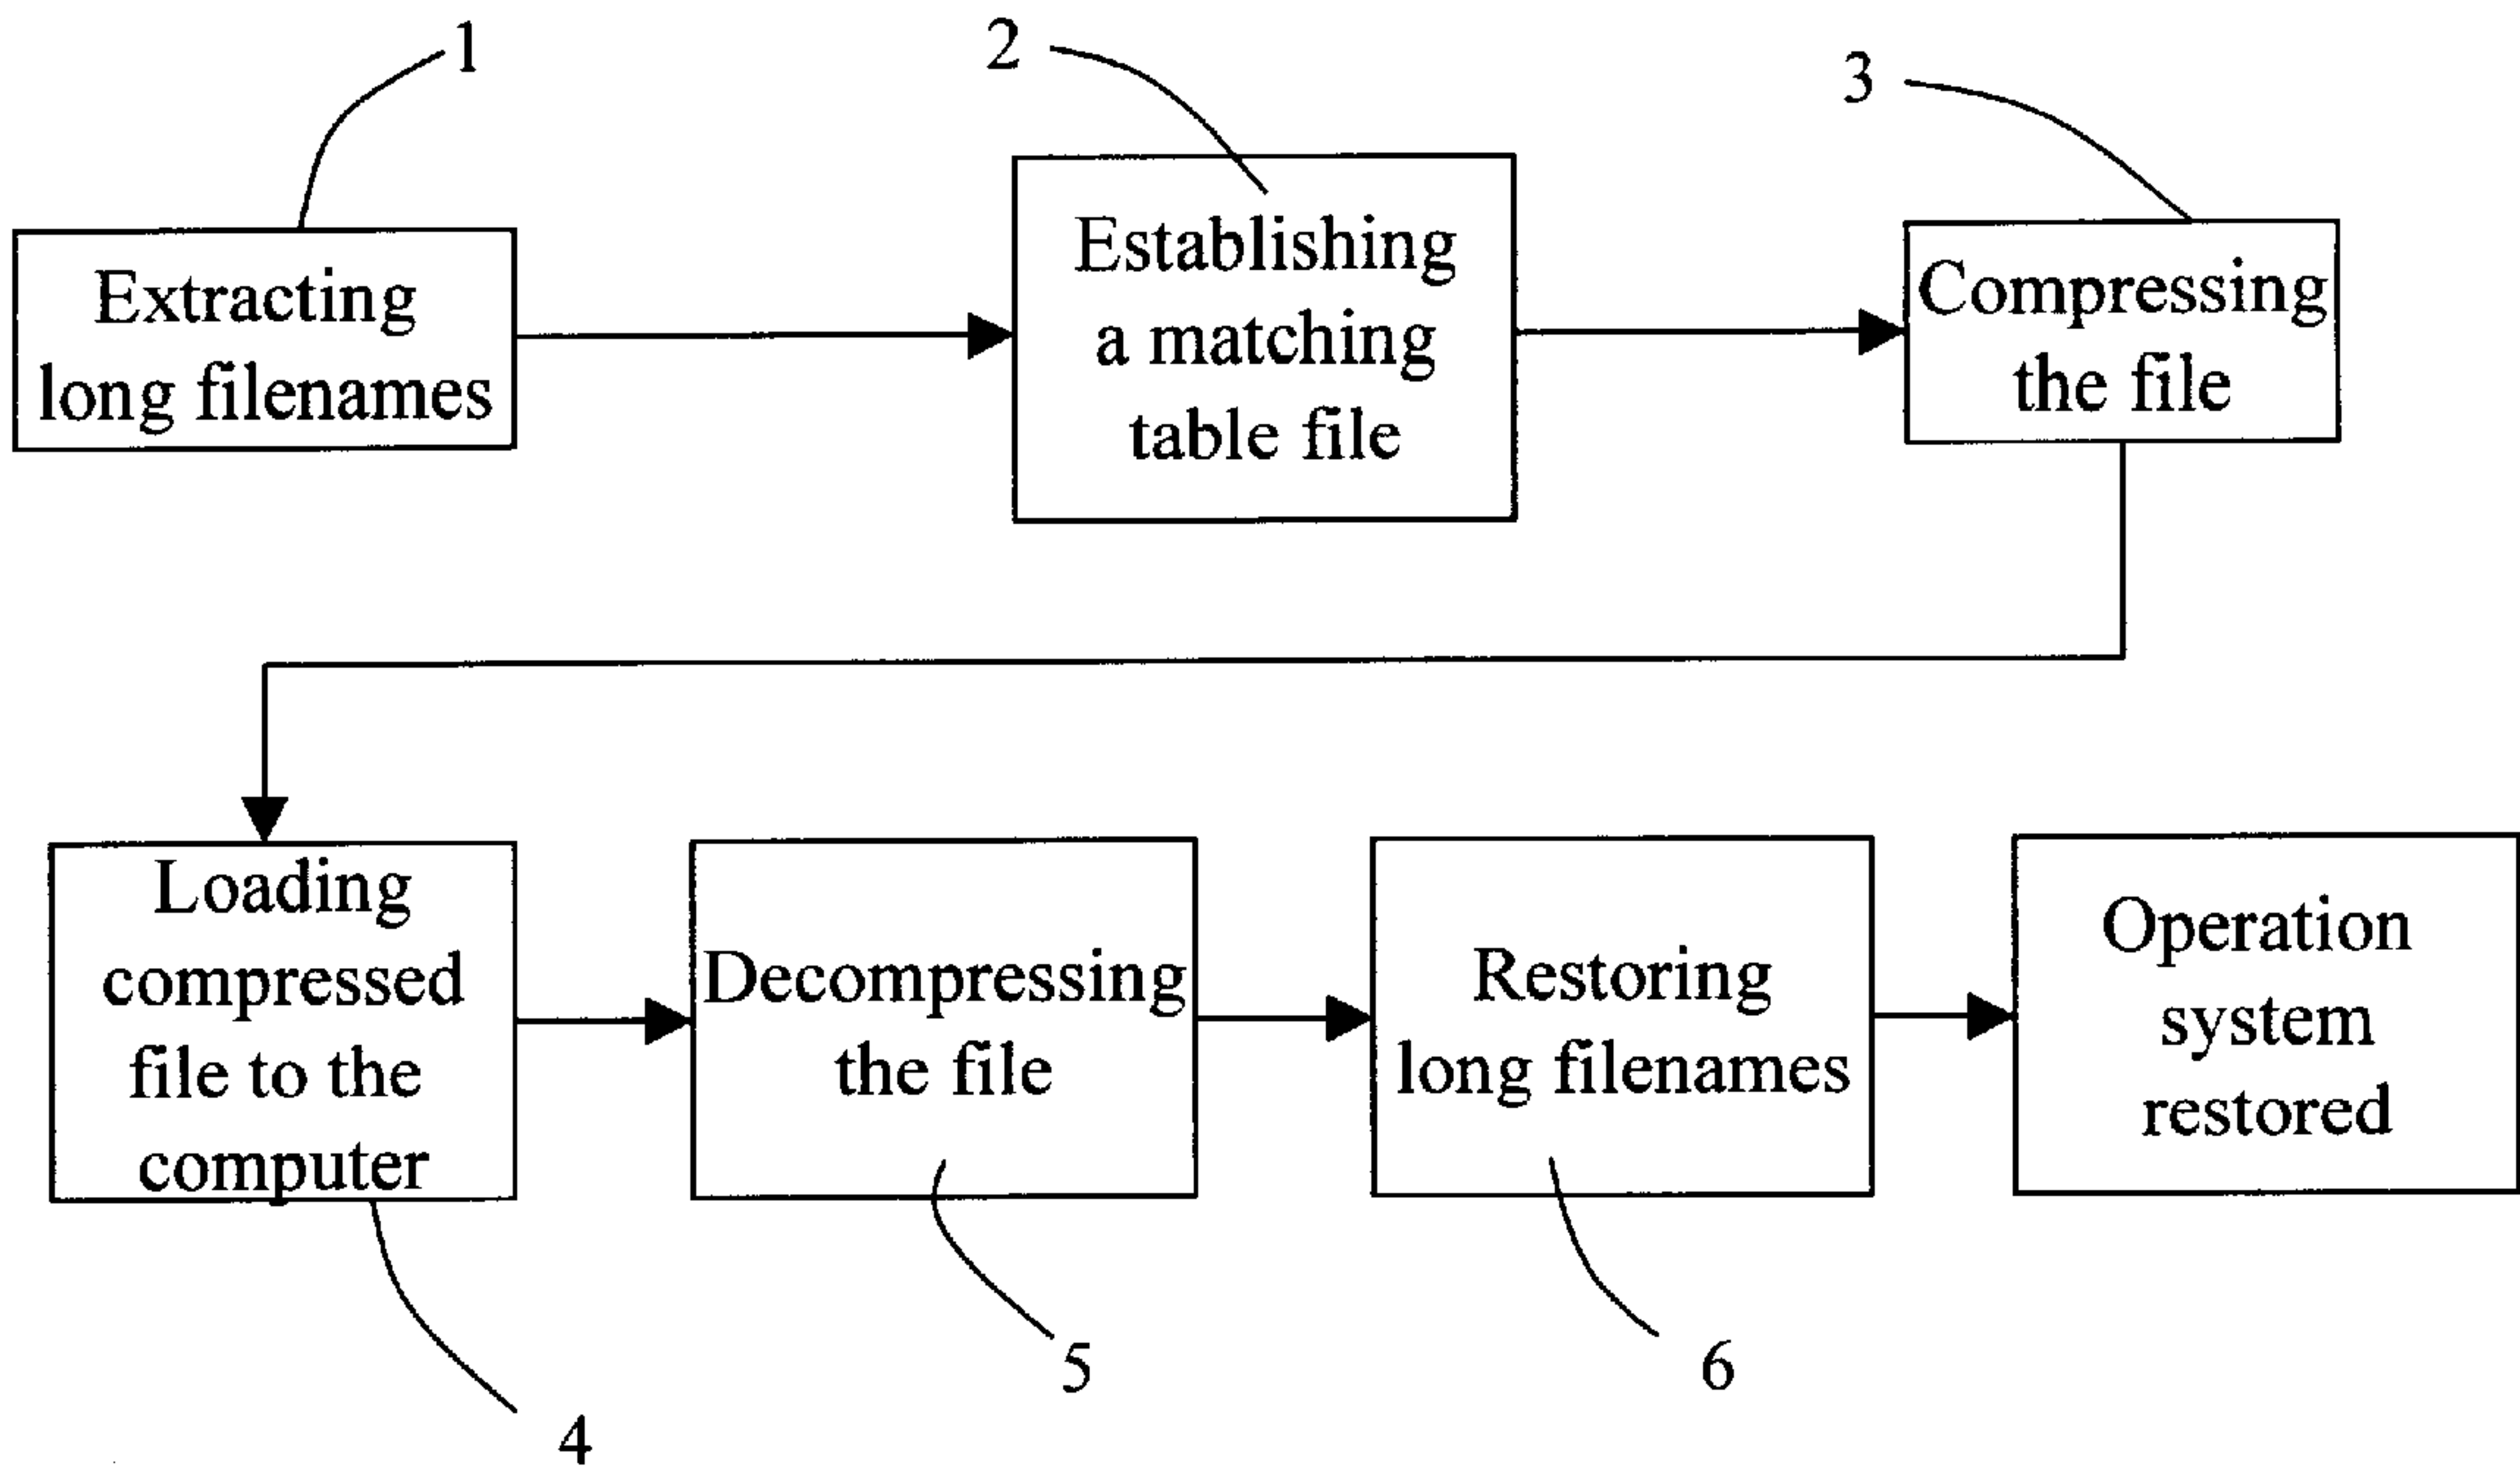 1
2
3
Extracting
long filenames
Establishing
a matching
table file
Compressing
the file
Loading
compressed
file to the
computer
Decompressing
the file
Restoring
long filenames
Operation
system
restored
4
5
6